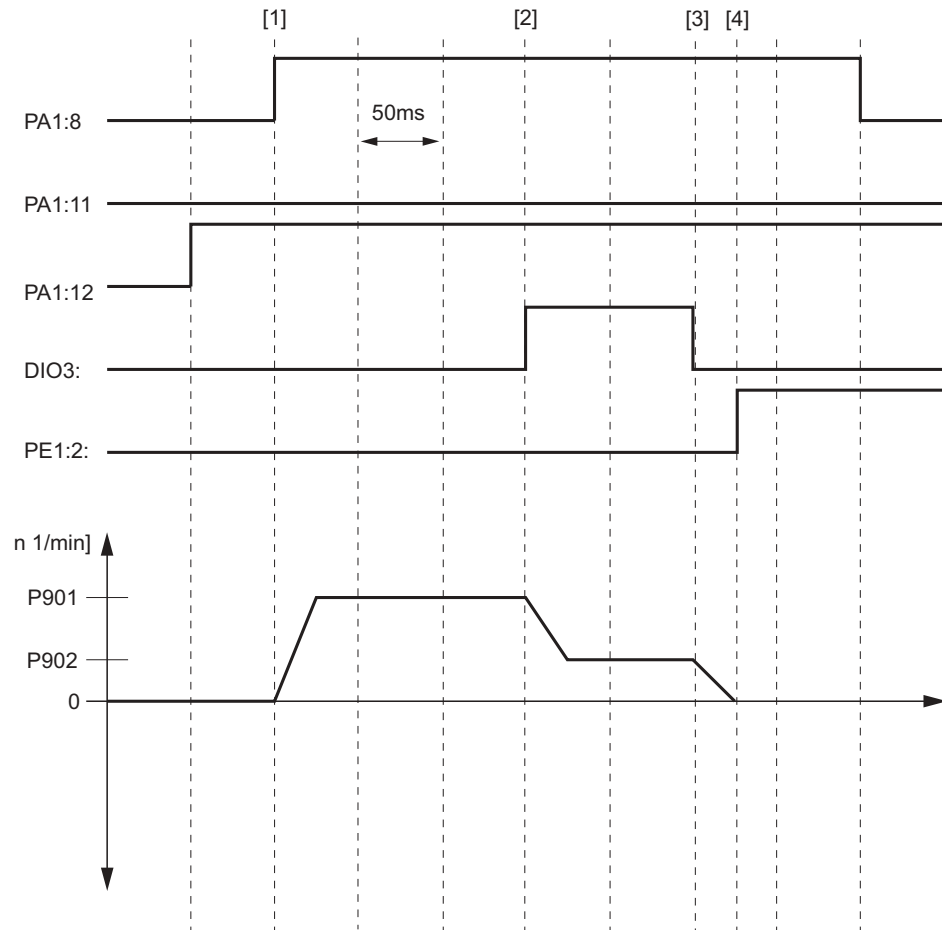 [1] [2] [3] [4]
PA1:8
50ms
PA1:11
PA1:12
DIO3:
PE1:2:
n 1/min]
P901
P902
0